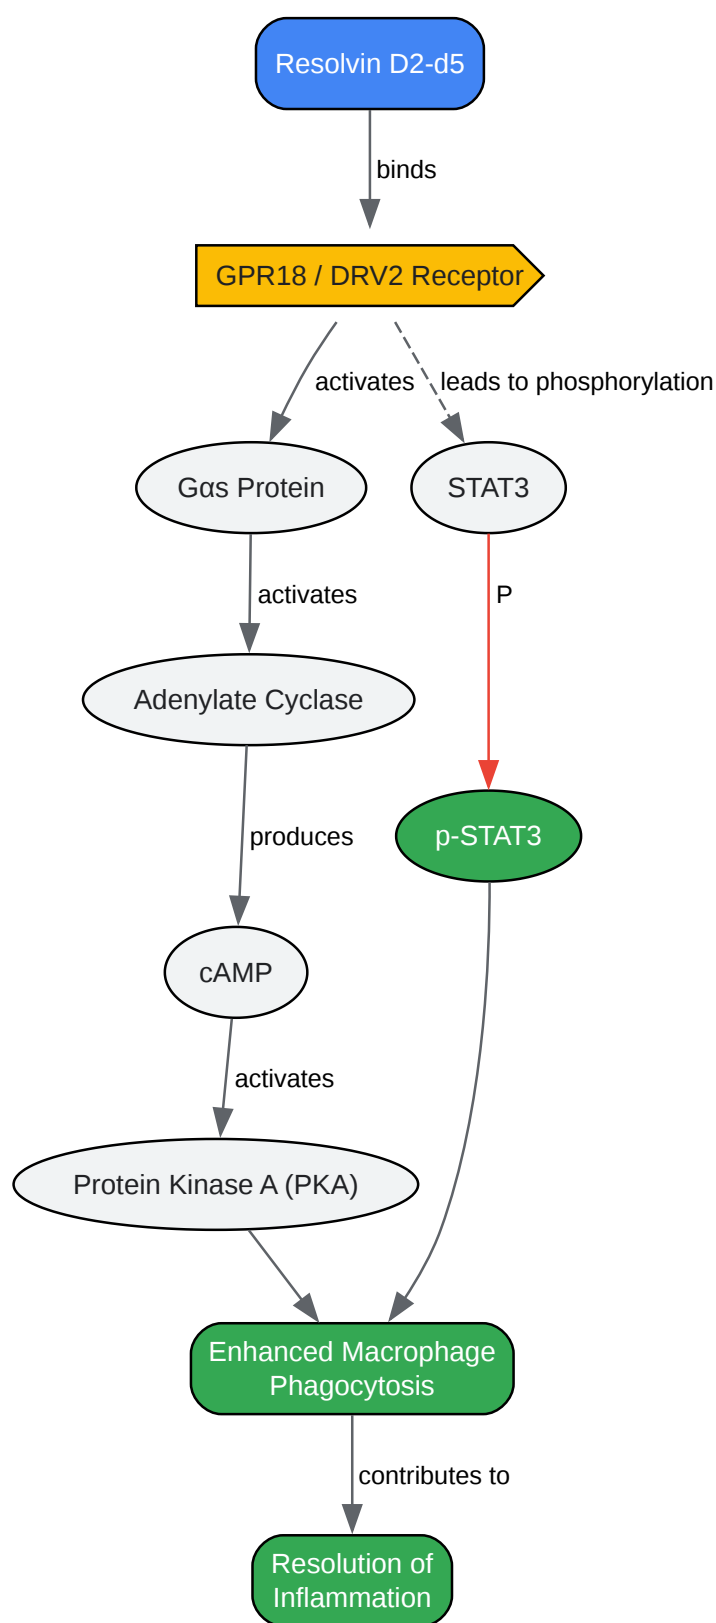 Resolvin D2-d5
binds
GPR18 / DRV2 Receptor
activates
leads to phosphorylation
Gαs Protein
STAT3
activates
P
Adenylate Cyclase
produces
p-STAT3
cAMP
activates
Protein Kinase A (PKA)
Enhanced Macrophage
Phagocytosis
contributes to
Resolution of
Inflammation